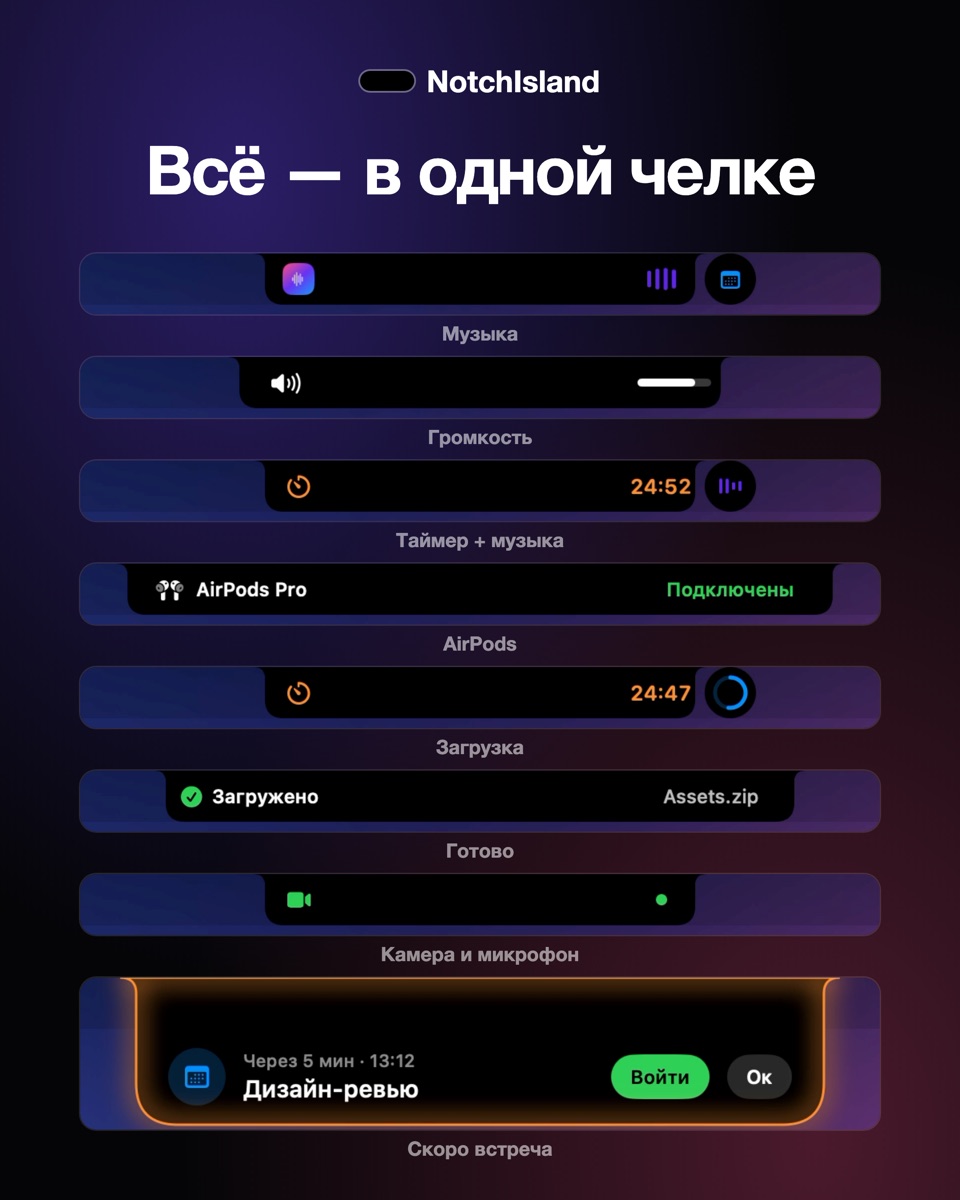 NotchIsland
Всё — в одной челке
Музыка
Громкость
24:52
Таймер + музыка
AirPods Pro Подключены
AirPods
24:47
Загрузка
Загружено Assets.zip
Готово
Камера и микрофон
Через 5 мин · 13:12
Дизайн-ревью
Войти Ок
Скоро встреча